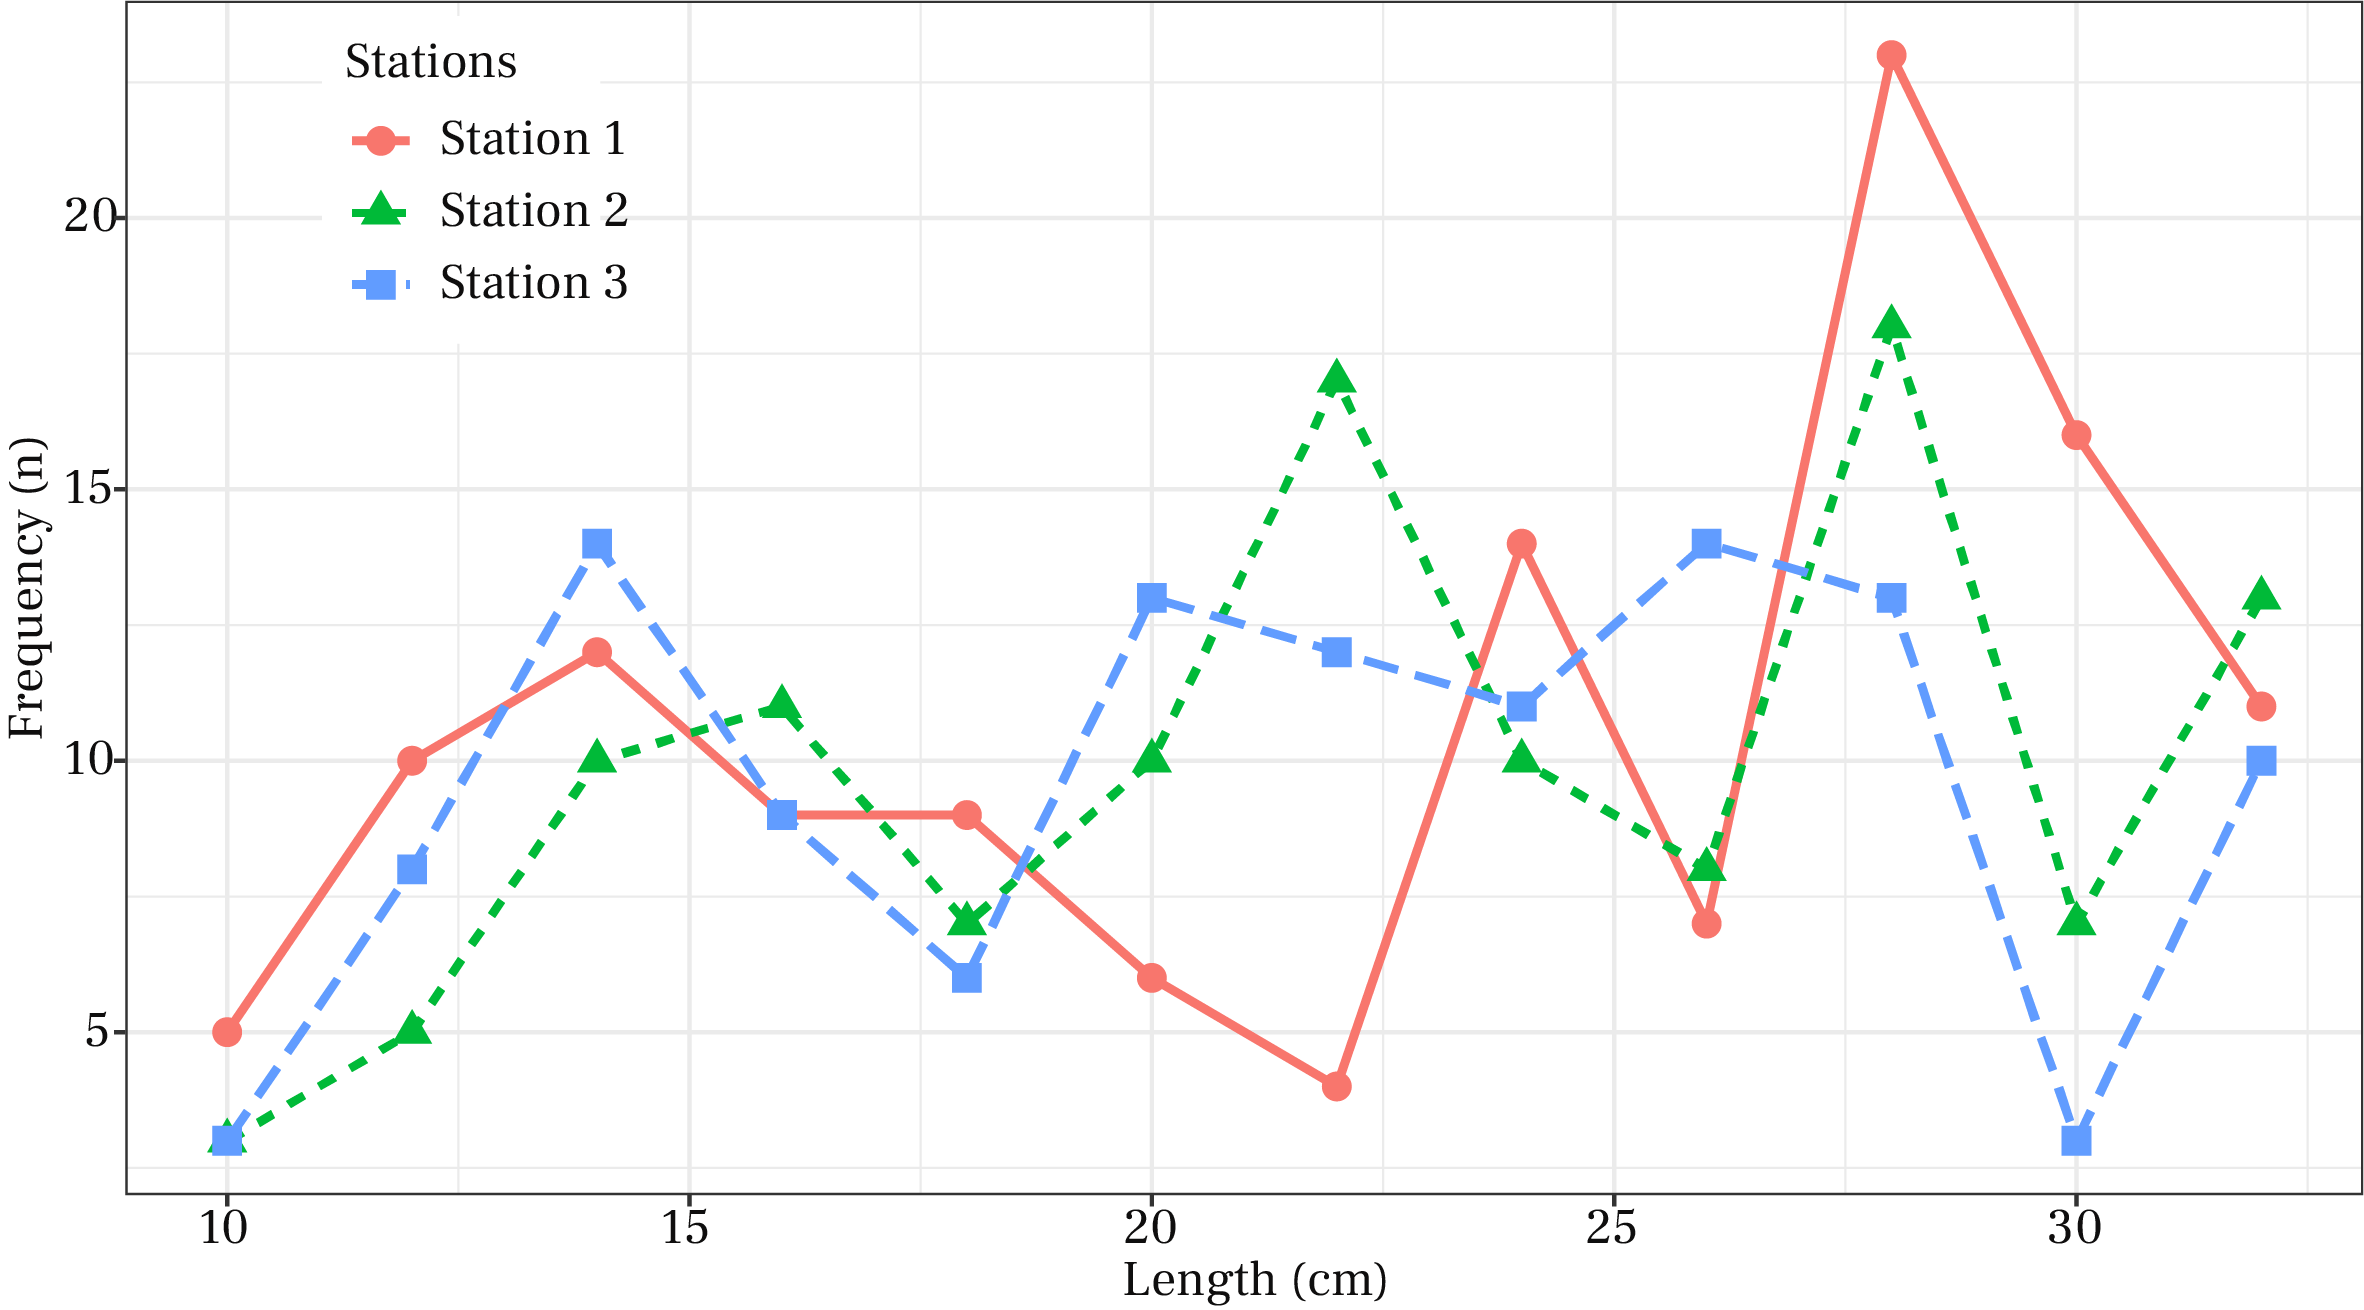 Stations
Station 1
Station 2
Station 3
Frequency (n)
20
15
10
5
10 15 20 25 30
Length (cm)